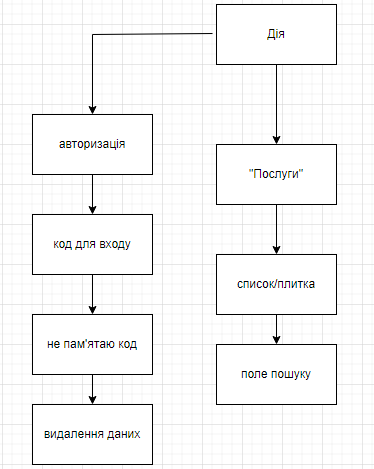 Дія
авторизація
"Послуги"
код для входу
список/плитка
не пам'ятаю код
поле пошуку
видалення даних